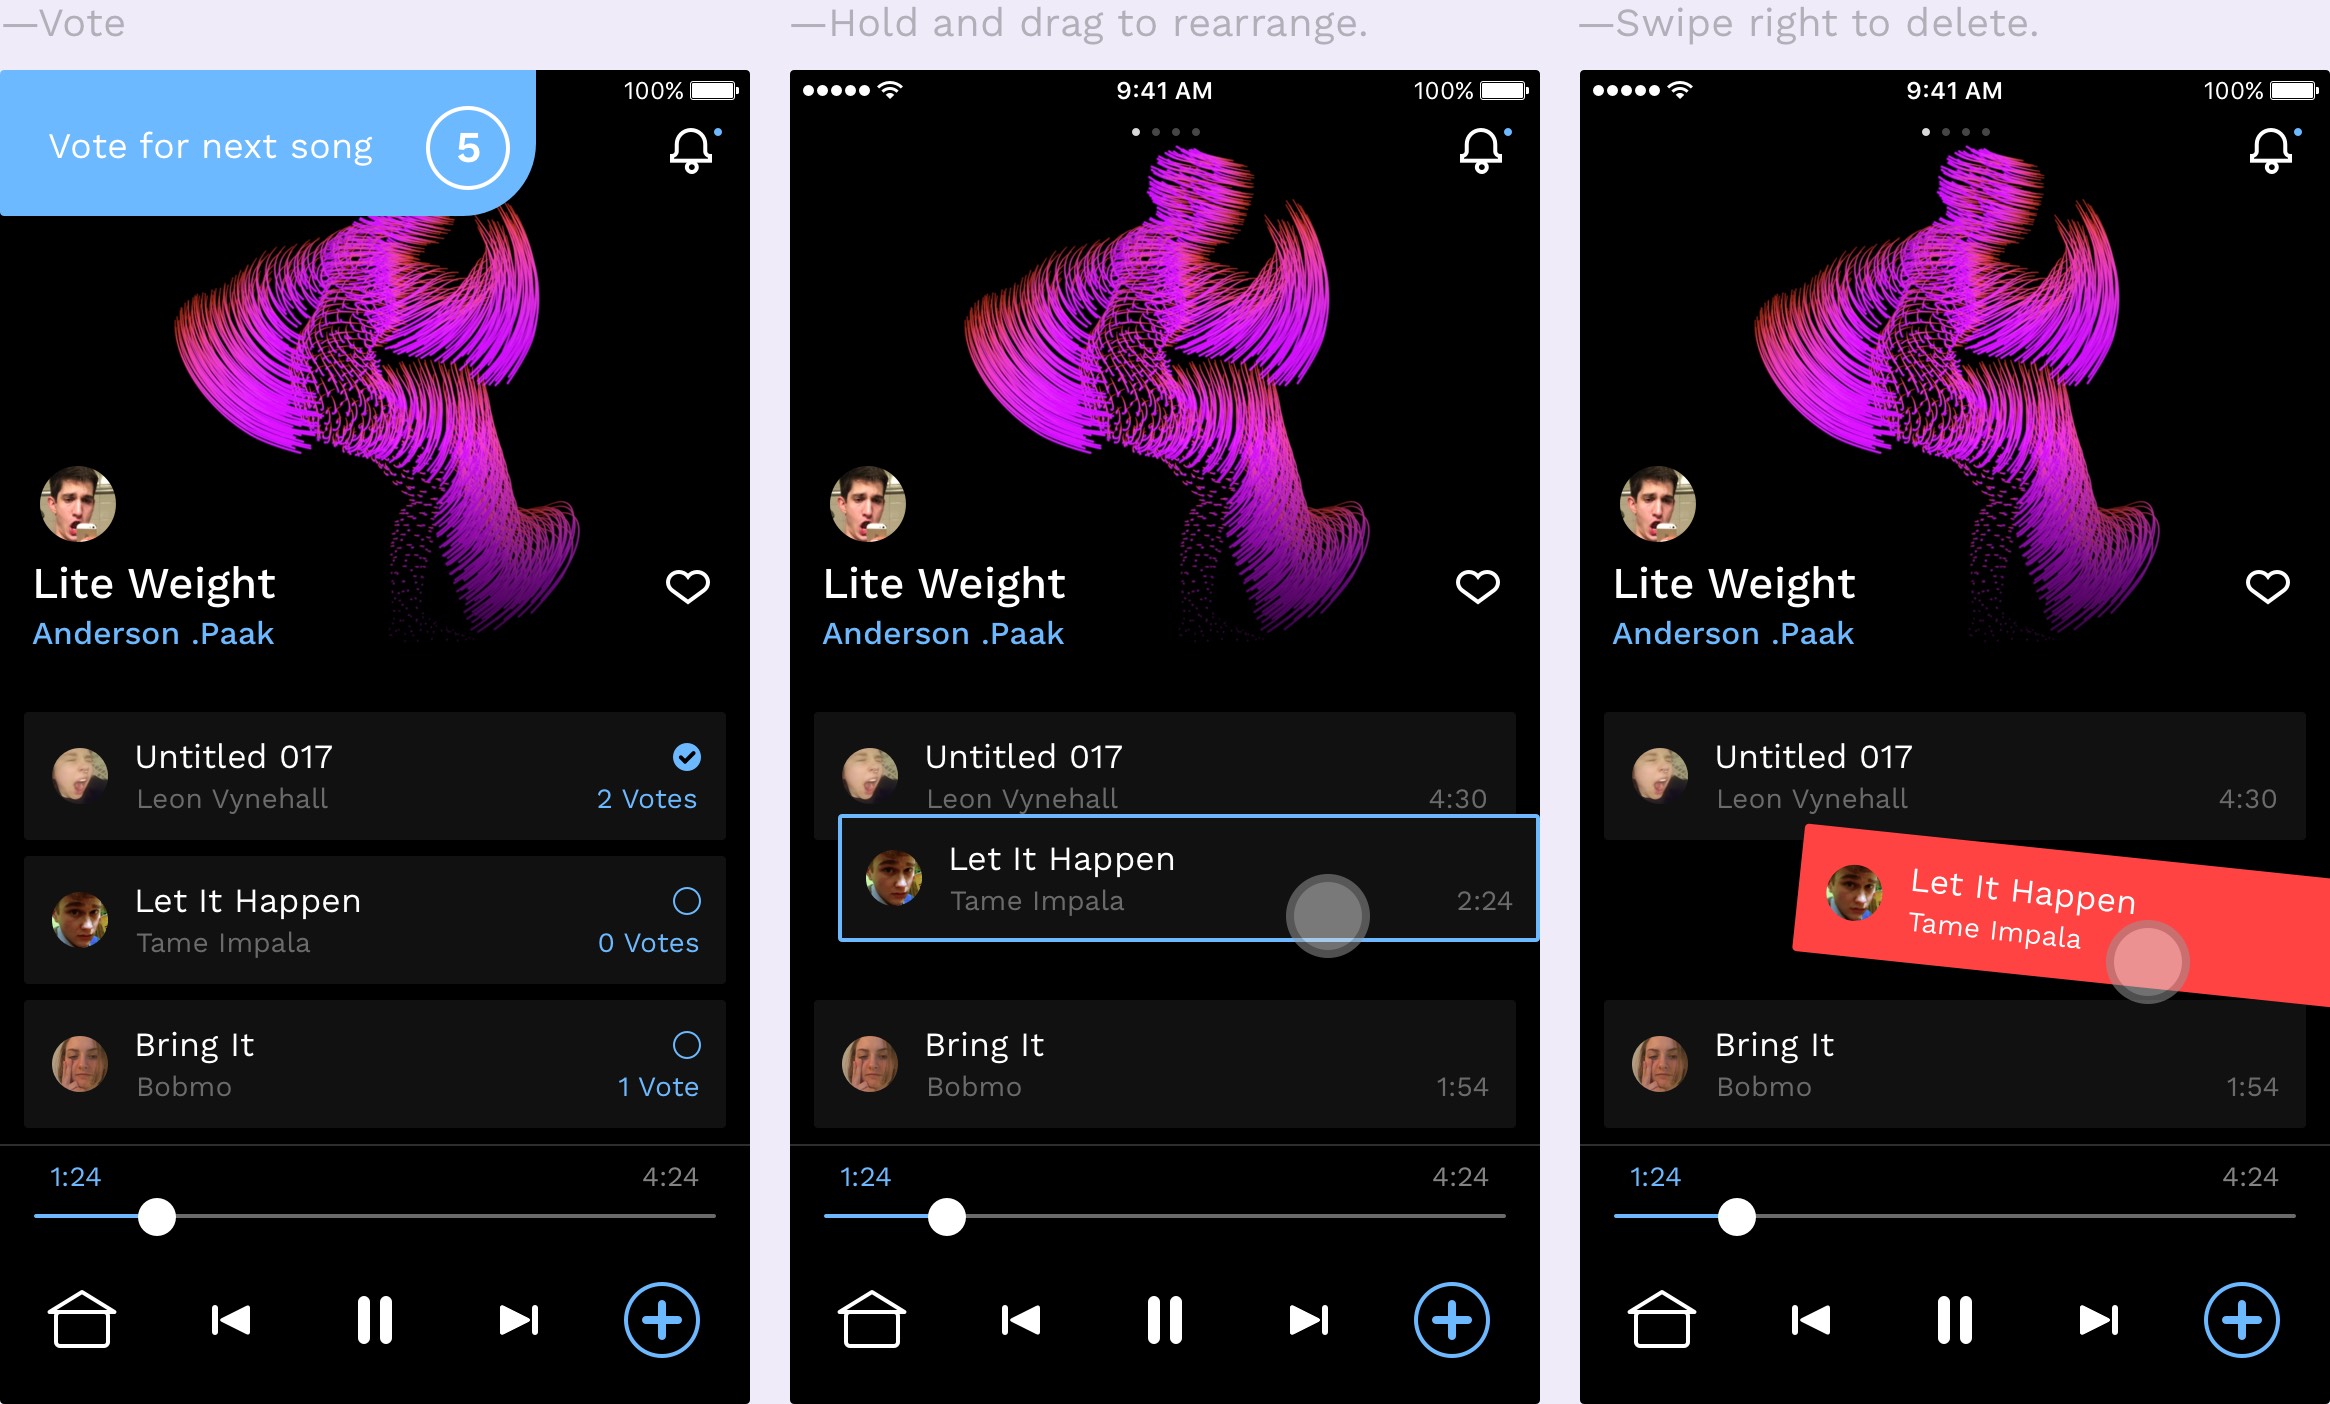 —Vote
100%
Vote for next song
5
Lite Weight
Anderson .Paak
Untitled 017
Leon Vynehall
2 Votes
Let It Happen
Tame Impala
0 Votes
Bring It
Bobmo
1 Vote
1:24
4:24
—Hold and drag to rearrange.
9:41 AM
100%
Lite Weight
Anderson .Paak
Untitled 017
Leon Vynehall
4:30
Let It Happen
Tame Impala
2:24
Bring It
Bobmo
1:54
1:24
4:24
—Swipe right to delete.
9:41 AM
100%
Lite Weight
Anderson .Paak
Untitled 017
Leon Vynehall
4:30
Let It Happen
Tame Impala
Bring It
Bobmo
1:54
1:24
4:24